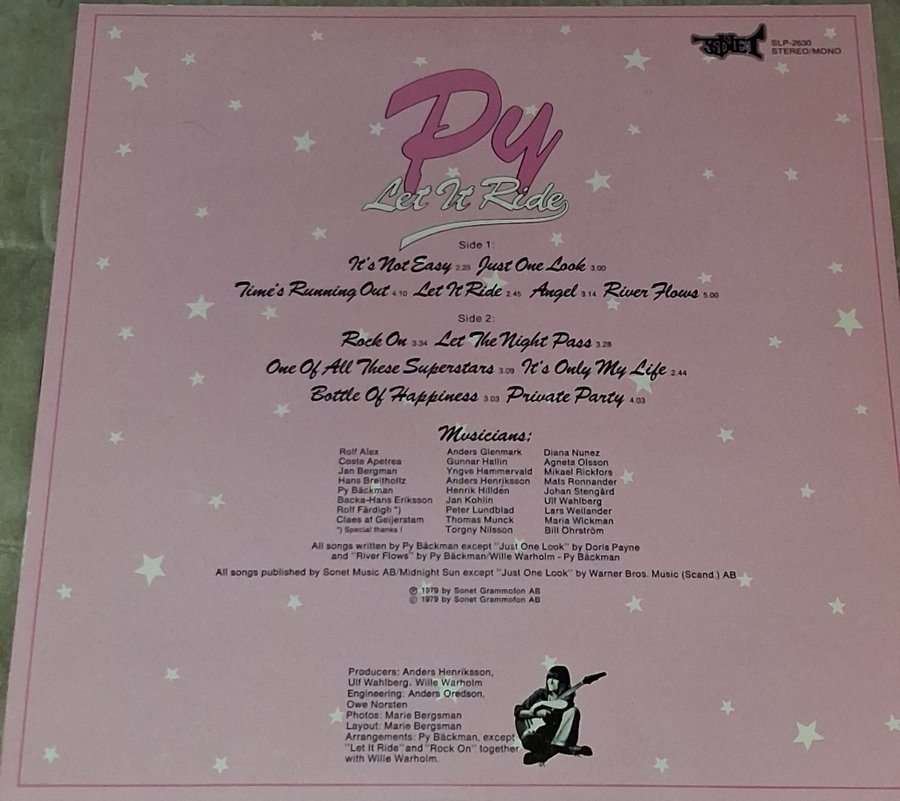 SONET
SLP-2630
STEREO/MONO
Py
Let It Ride
Side 1:
It's Not Easy 2.25 Just One Look 3.00
Time's Running Out 4.10 Let It Ride 2.45 Angel 3.14 River Flows 5.00
Side 2:
Rock On 3.34 Let The Night Pass 3.28
One Of All These Superstars 3.09 It's Only My Life 2.44
Bottle Of Happiness 3.03 Private Party 4.03
Musicians:
Rolf Alex
Coste Apetrea
Jan Bergman
Hans Breitholtz
Py Bäckman
Backa-Hans Eriksson
Rolf Färdigh *)
Claes af Geijerstam
*) Special thanks !
Anders Glenmark
Gunnar Hallin
Yngve Hammervald
Anders Henriksson
Henrik Hilldén
Jan Kohlin
Peter Lundblad
Thomas Munck
Torgny Nilsson
Diana Nunez
Agneta Olsson
Mikael Rickfors
Mats Ronnander
Johan Stengård
Ulf Wahlberg
Lars Wellander
Maria Wickman
Bill Öhrström
All songs written by Py Bäckman except "Just One Look" by Doris Payne
and "River Flows" by Py Bäckman/Wille Warholm - Py Bäckman
All songs published by Sonet Music AB/Midnight Sun except "Just One Look" by Warner Bros. Music (Scand.) AB
Ⓟ 1979 by Sonet Grammofon AB
© 1979 by Sonet Grammofon AB
Producers: Anders Henriksson,
Ulf Wahlberg, Wille Warholm
Engineering: Anders Oredson,
Owe Norsten
Photos: Marie Bergsman
Layout: Marie Bergsman
Arrangements: Py Bäckman, except
"Let It Ride" and "Rock On" together
with Wille Warholm.